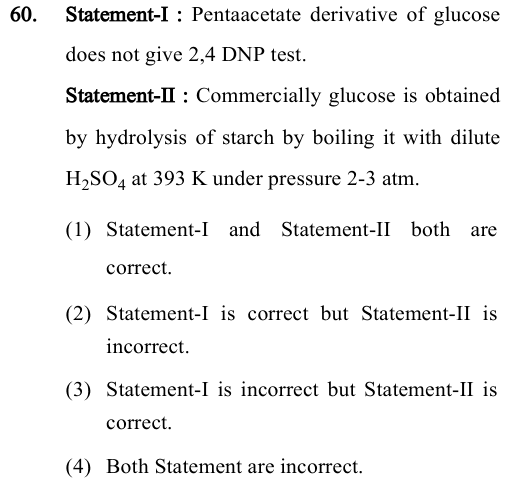 60. Statement-I : Pentaacetate derivative of glucose
does not give 2,4 DNP test.
Statement-II : Commercially glucose is obtained
by hydrolysis of starch by boiling it with dilute
H₂SO₄ at 393 K under pressure 2-3 atm.
(1) Statement-I and Statement-II both are
correct.
(2) Statement-I is correct but Statement-II is
incorrect.
(3) Statement-I is incorrect but Statement-II is
correct.
(4) Both Statement are incorrect.